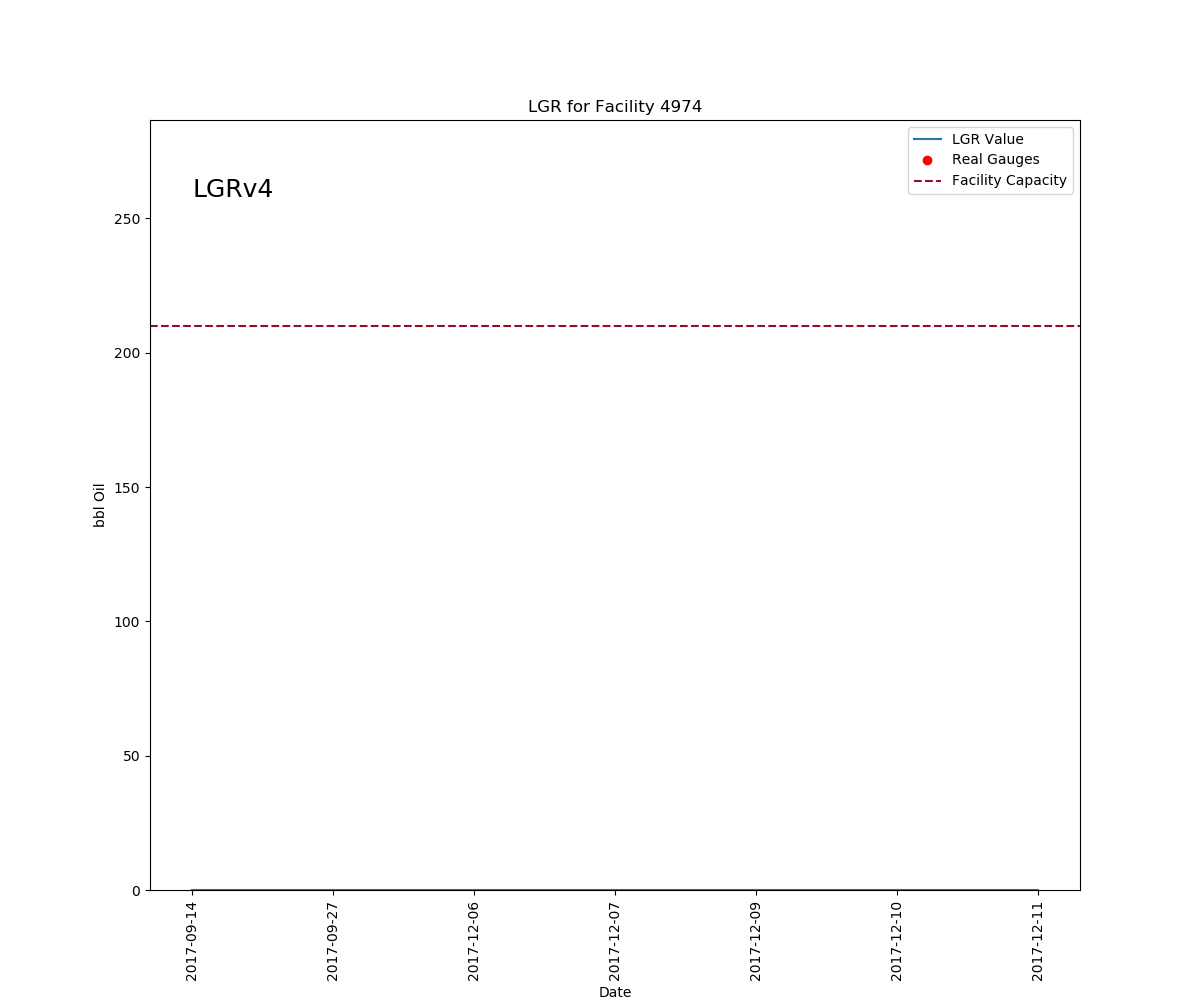 LGR for Facility 4974
LGRv4
LGR Value
Real Gauges
Facility Capacity
250
200
150
100
50
0
bbl Oil
2017-09-14
2017-09-27
2017-12-06
2017-12-07
2017-12-09
2017-12-10
2017-12-11
Date